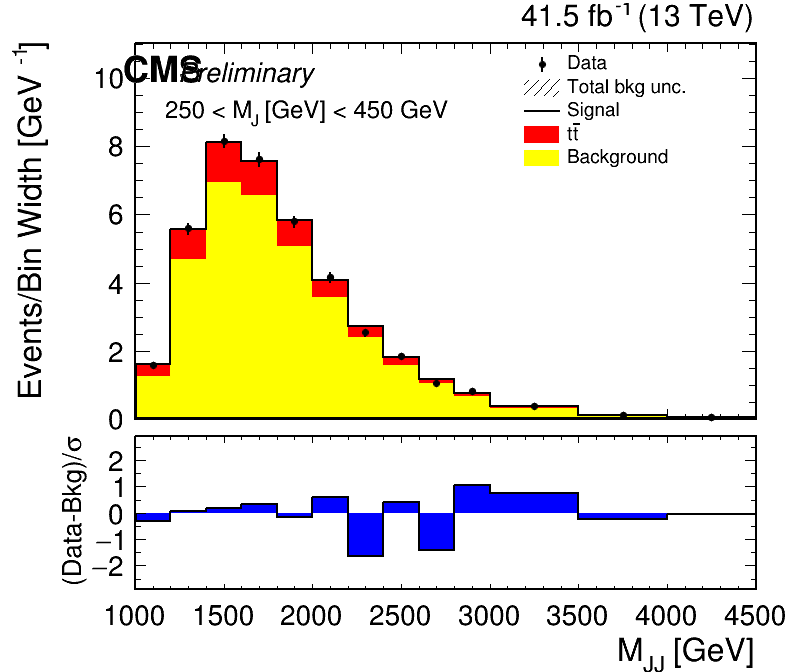 41.5 fb⁻¹ (13 TeV)
CMS Preliminary
250 < M_J [GeV] < 450 GeV
Data
Total bkg unc.
Signal
tt̄
Background
Events/Bin Width [GeV⁻¹]
10
8
6
4
2
0
(Data-Bkg)/σ
2
1
0
−1
−2
1000 1500 2000 2500 3000 3500 4000 4500
M_JJ [GeV]